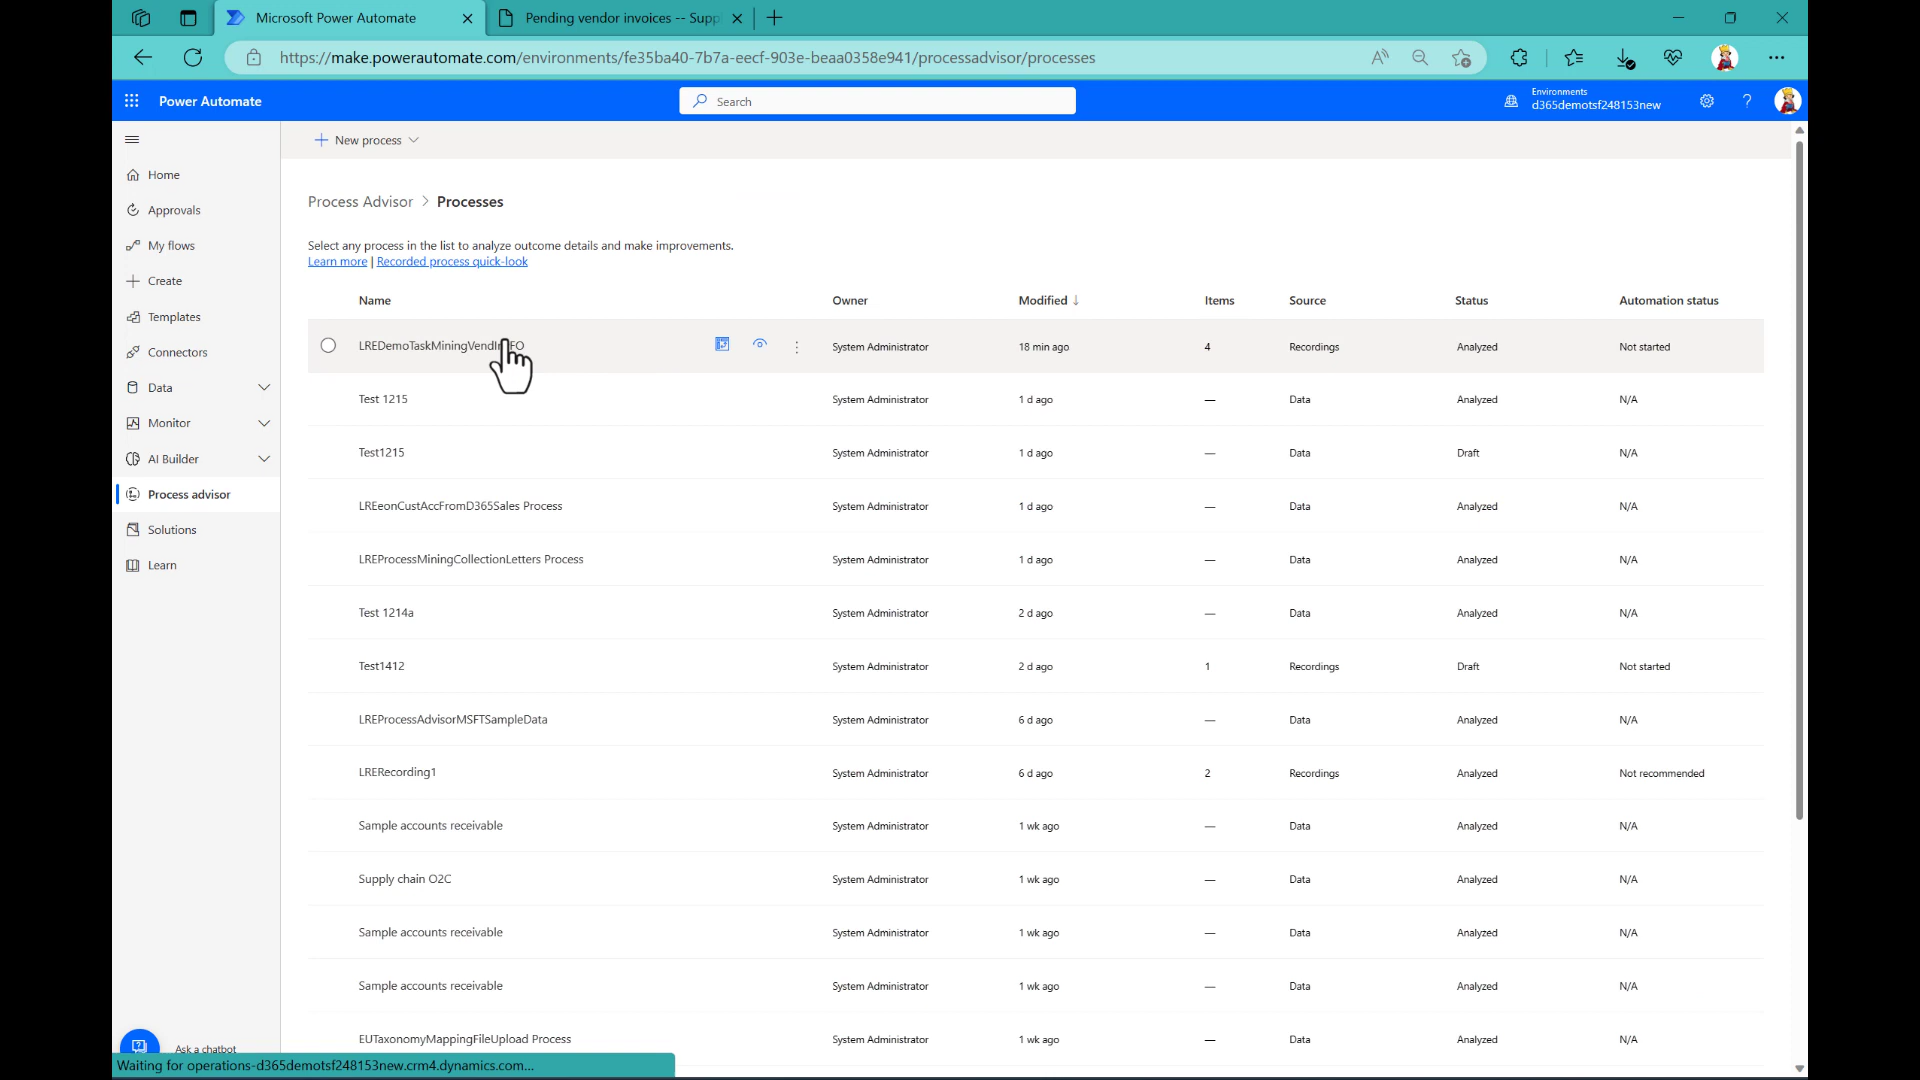 Microsoft Power Automate
Pending vendor invoices -- Supp
https://make.powerautomate.com/environments/fe35ba40-7b7a-eecf-903e-beaa0358e941/processadvisor/processes
Power Automate
Search
Environments
d365demotsf248153new
New process
Home
Approvals
My flows
Create
Templates
Connectors
Data
Monitor
AI Builder
Process advisor
Solutions
Learn
Ask a chatbot
Process Advisor > Processes
Select any process in the list to analyze outcome details and make improvements.
Learn more | Recorded process quick-look
Name Owner Modified ↓ Items Source Status Automation status
LREDemoTaskMiningVendIn FO System Administrator 18 min ago 4 Recordings Analyzed Not started
Test 1215 System Administrator 1 d ago — Data Analyzed N/A
Test1215 System Administrator 1 d ago — Data Draft N/A
LREeonCustAccFromD365Sales Process System Administrator 1 d ago — Data Analyzed N/A
LREProcessMiningCollectionLetters Process System Administrator 1 d ago — Data Analyzed N/A
Test 1214a System Administrator 2 d ago — Data Analyzed N/A
Test1412 System Administrator 2 d ago 1 Recordings Draft Not started
LREProcessAdvisorMSFTSampleData System Administrator 6 d ago — Data Analyzed N/A
LRERecording1 System Administrator 6 d ago 2 Recordings Analyzed Not recommended
Sample accounts receivable System Administrator 1 wk ago — Data Analyzed N/A
Supply chain O2C System Administrator 1 wk ago — Data Analyzed N/A
Sample accounts receivable System Administrator 1 wk ago — Data Analyzed N/A
Sample accounts receivable System Administrator 1 wk ago — Data Analyzed N/A
EUTaxonomyMappingFileUpload Process System Administrator 1 wk ago — Data Analyzed N/A
Waiting for operations-d365demotsf248153new.crm4.dynamics.com...